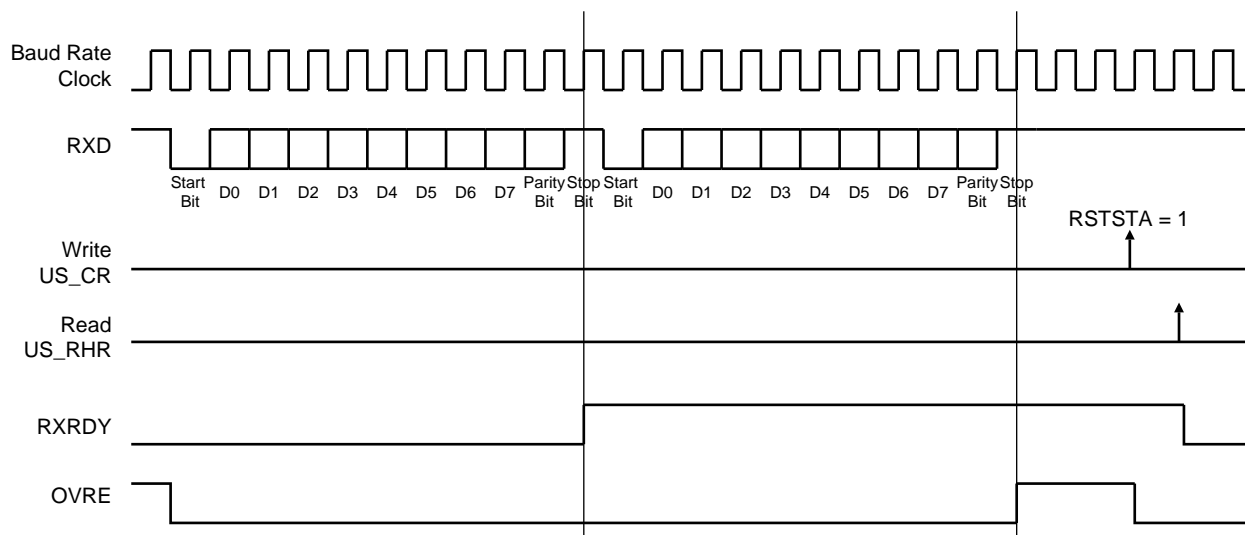 Baud Rate
Clock
RXD
Start
Bit
D0
D1
D2
D3
D4
D5
D6
D7
Parity
Bit
Stop
Bit
Start
Bit
D0
D1
D2
D3
D4
D5
D6
D7
Parity
Bit
Stop
Bit
RSTSTA = 1
Write
US_CR
Read
US_RHR
RXRDY
OVRE